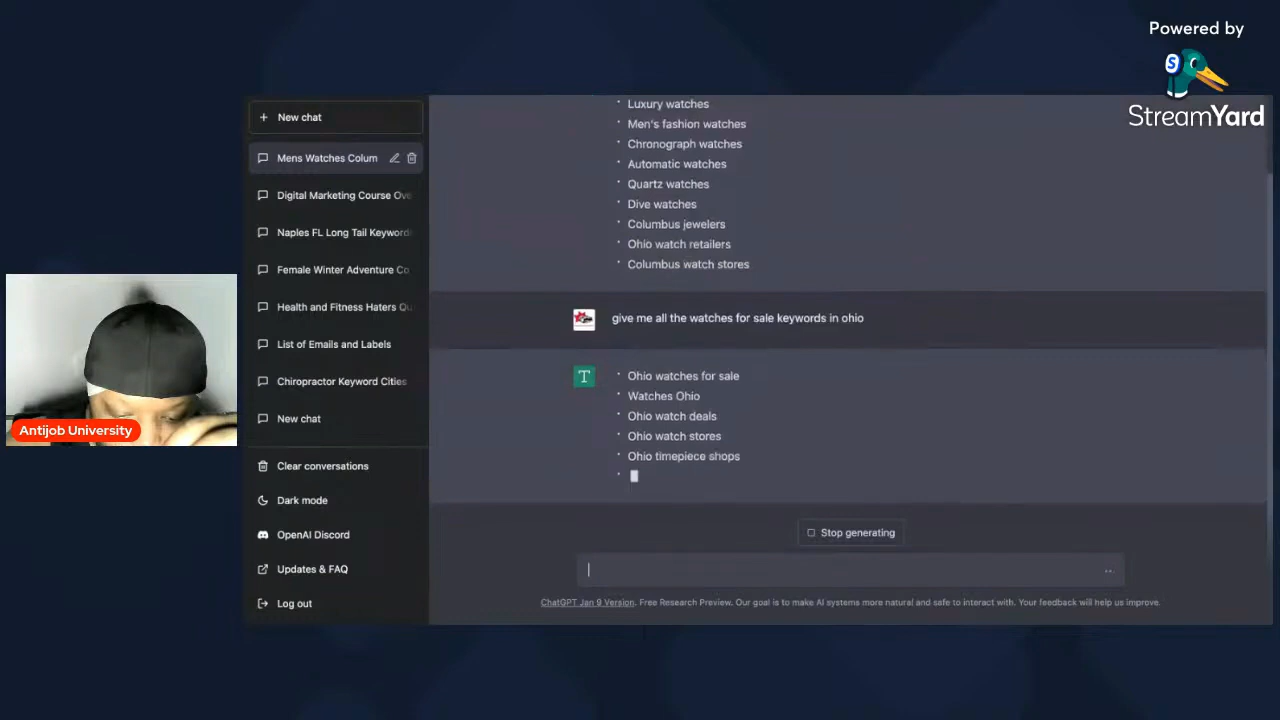 Powered by
S
StreamYard
New chat
Mens Watches Colum
Digital Marketing Course Ove
Naples FL Long Tail Keyword
Female Winter Adventure Co
Health and Fitness Haters Qu
List of Emails and Labels
Chiropractor Keyword Cities
New chat
Clear conversations
Dark mode
OpenAI Discord
Updates & FAQ
Log out
· Luxury watches
· Men's fashion watches
· Chronograph watches
· Automatic watches
· Quartz watches
· Dive watches
· Columbus jewelers
· Ohio watch retailers
· Columbus watch stores
give me all the watches for sale keywords in ohio
T
· Ohio watches for sale
· Watches Ohio
· Ohio watch deals
· Ohio watch stores
· Ohio timepiece shops
·
Stop generating
ChatGPT Jan 9 Version. Free Research Preview. Our goal is to make AI systems more natural and safe to interact with. Your feedback will help us improve.
Antijob University